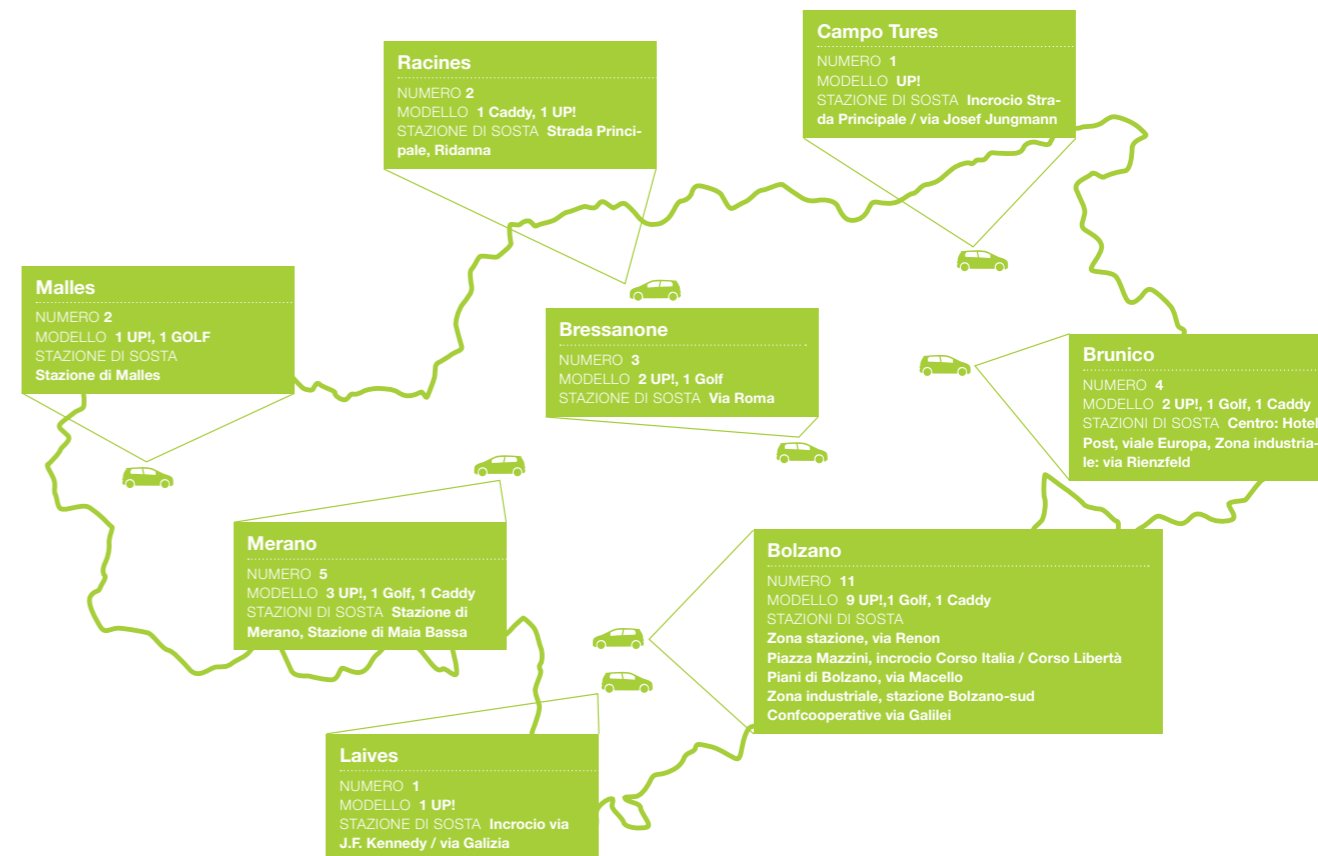 Campo Tures
NUMERO 1
MODELLO UP!
STAZIONE DI SOSTA Incrocio Stra-
da Principale / via Josef Jungmann
Racines
NUMERO 2
MODELLO 1 Caddy, 1 UP!
STAZIONE DI SOSTA Strada Princi-
pale, Ridanna
Malles
NUMERO 2
MODELLO 1 UP!, 1 GOLF
STAZIONE DI SOSTA
Stazione di Malles
Bressanone
NUMERO 3
MODELLO 2 UP!, 1 Golf
STAZIONE DI SOSTA Via Roma
Brunico
NUMERO 4
MODELLO 2 UP!, 1 Golf, 1 Caddy
STAZIONI DI SOSTA Centro: Hotel
Post, viale Europa, Zona industria-
le: via Rienzfeld
Merano
NUMERO 5
MODELLO 3 UP!, 1 Golf, 1 Caddy
STAZIONI DI SOSTA Stazione di
Merano, Stazione di Maia Bassa
Bolzano
NUMERO 11
MODELLO 9 UP!,1 Golf, 1 Caddy
STAZIONI DI SOSTA
Zona stazione, via Renon
Piazza Mazzini, incrocio Corso Italia / Corso Libertà
Piani di Bolzano, via Macello
Zona industriale, stazione Bolzano-sud
Confcooperative via Galilei
Laives
NUMERO 1
MODELLO 1 UP!
STAZIONE DI SOSTA Incrocio via
J.F. Kennedy / via Galizia